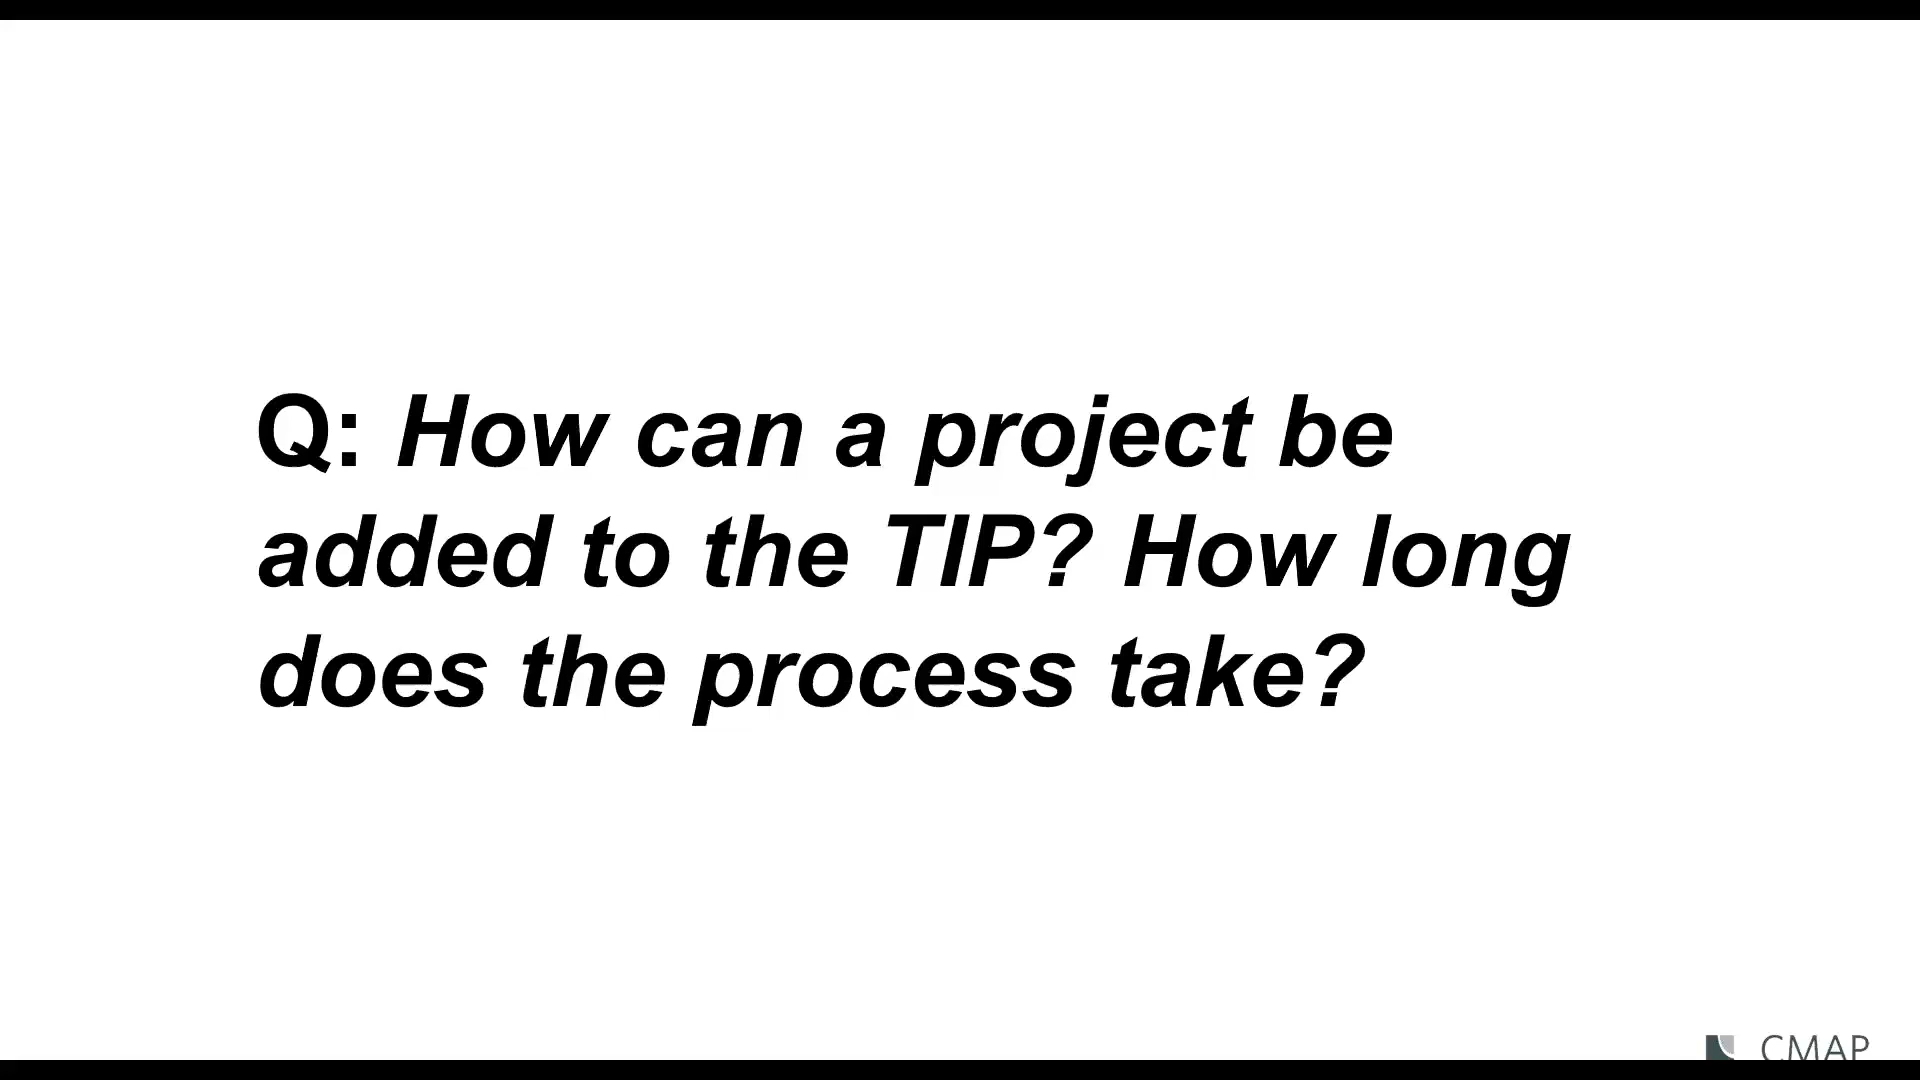 Q: How can a project be
added to the TIP? How long
does the process take?
CMAP